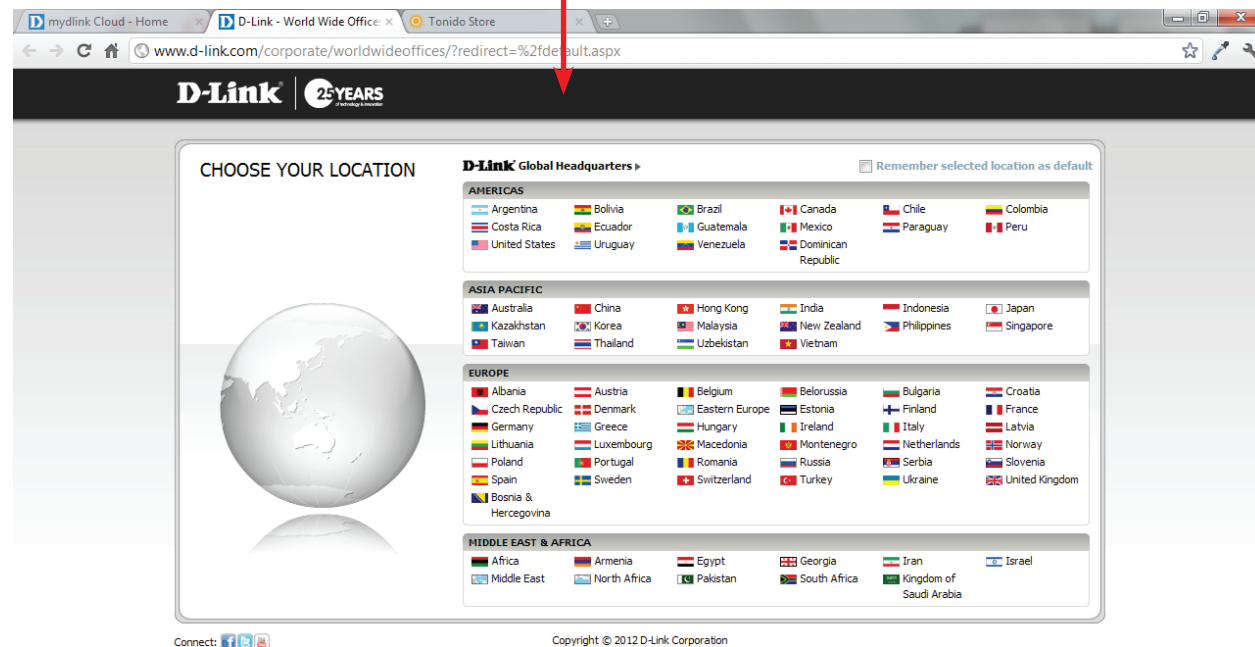 mydlink Cloud - Home
D-Link - World Wide Office
Tonido Store
www.d-link.com/corporate/worldwideoffices/?redirect=%2fdefault.aspx
D-Link 25 YEARS
of technology & innovation
CHOOSE YOUR LOCATION
D-Link Global Headquarters
Remember selected location as default
AMERICAS
Argentina Bolivia Brazil Canada Chile Colombia
Costa Rica Ecuador Guatemala Mexico Paraguay Peru
United States Uruguay Venezuela Dominican
Republic
ASIA PACIFIC
Australia China Hong Kong India Indonesia Japan
Kazakhstan Korea Malaysia New Zealand Philippines Singapore
Taiwan Thailand Uzbekistan Vietnam
EUROPE
Albania Austria Belgium Belorussia Bulgaria Croatia
Czech Republic Denmark Eastern Europe Estonia Finland France
Germany Greece Hungary Ireland Italy Latvia
Lithuania Luxembourg Macedonia Montenegro Netherlands Norway
Poland Portugal Romania Russia Serbia Slovenia
Spain Sweden Switzerland Turkey Ukraine United Kingdom
Bosnia &
Hercegovina
MIDDLE EAST & AFRICA
Africa Armenia Egypt Georgia Iran Israel
Middle East North Africa Pakistan South Africa Kingdom of
Saudi Arabia
Connect:
Copyright © 2012 D-Link Corporation